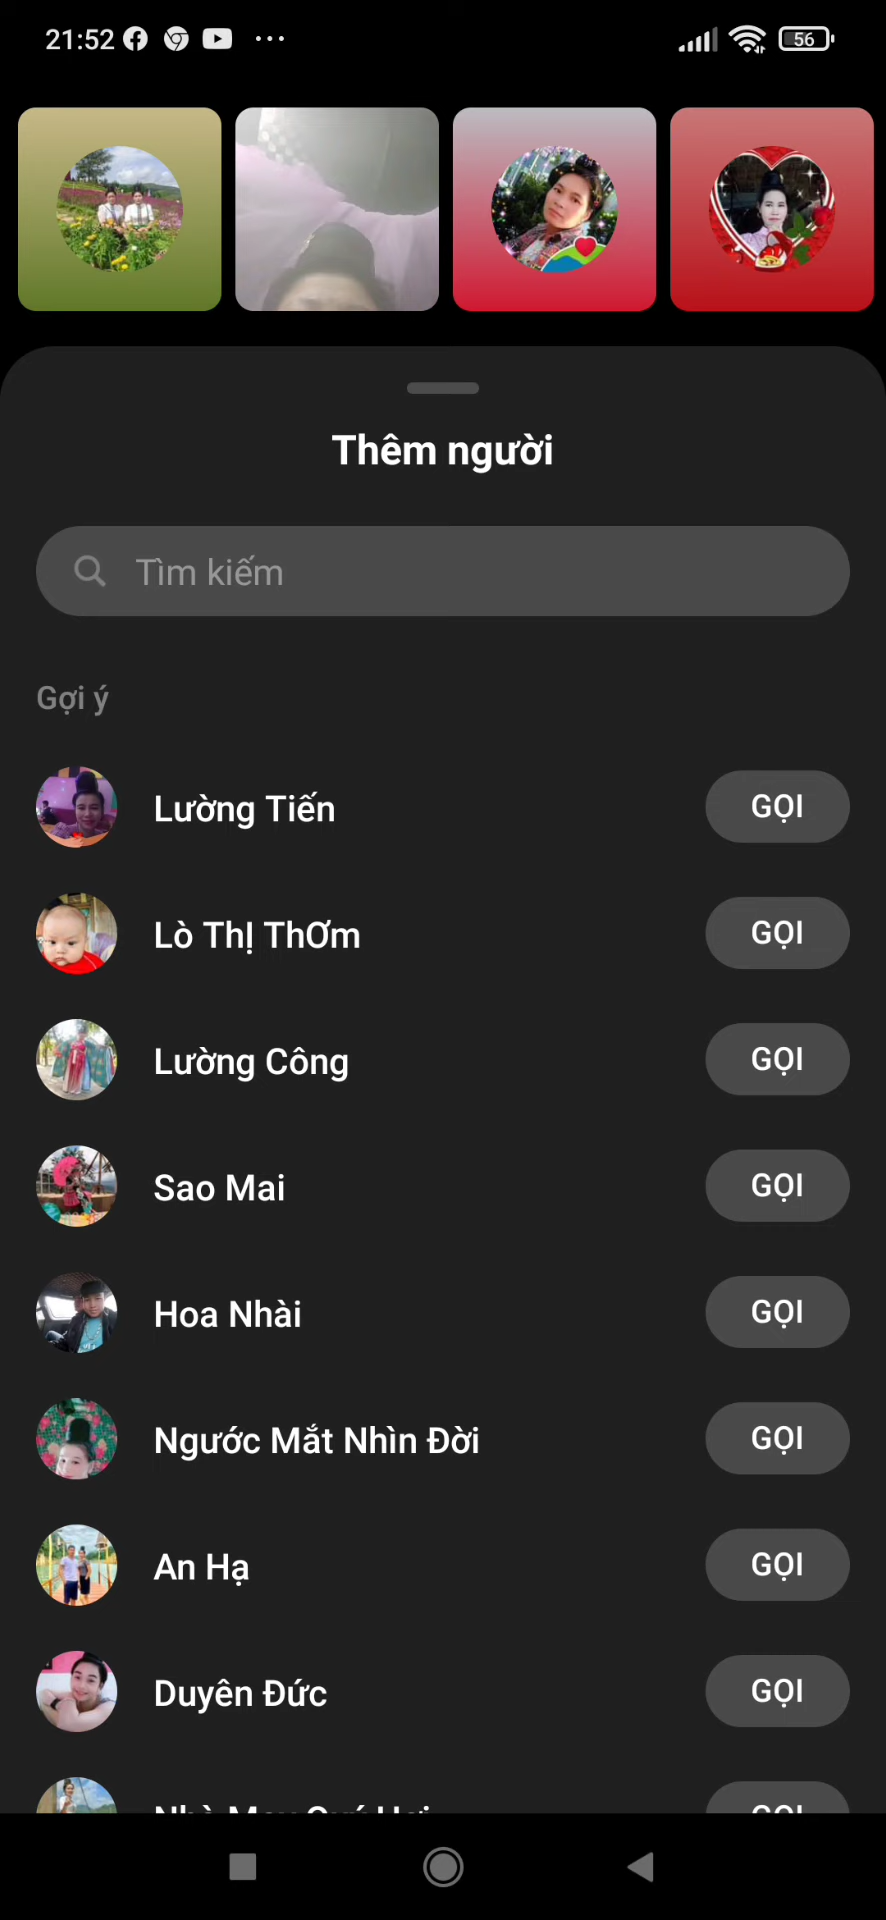 21:52
56
Thêm người
Tìm kiếm
Gợi ý
Lường Tiến
GỌI
Lò ThỊ ThƠm
GỌI
Lường Công
GỌI
Sao Mai
GỌI
Hoa Nhài
GỌI
Ngước Mắt Nhìn Đời
GỌI
An Hạ
GỌI
Duyên Đức
GỌI
GỌI